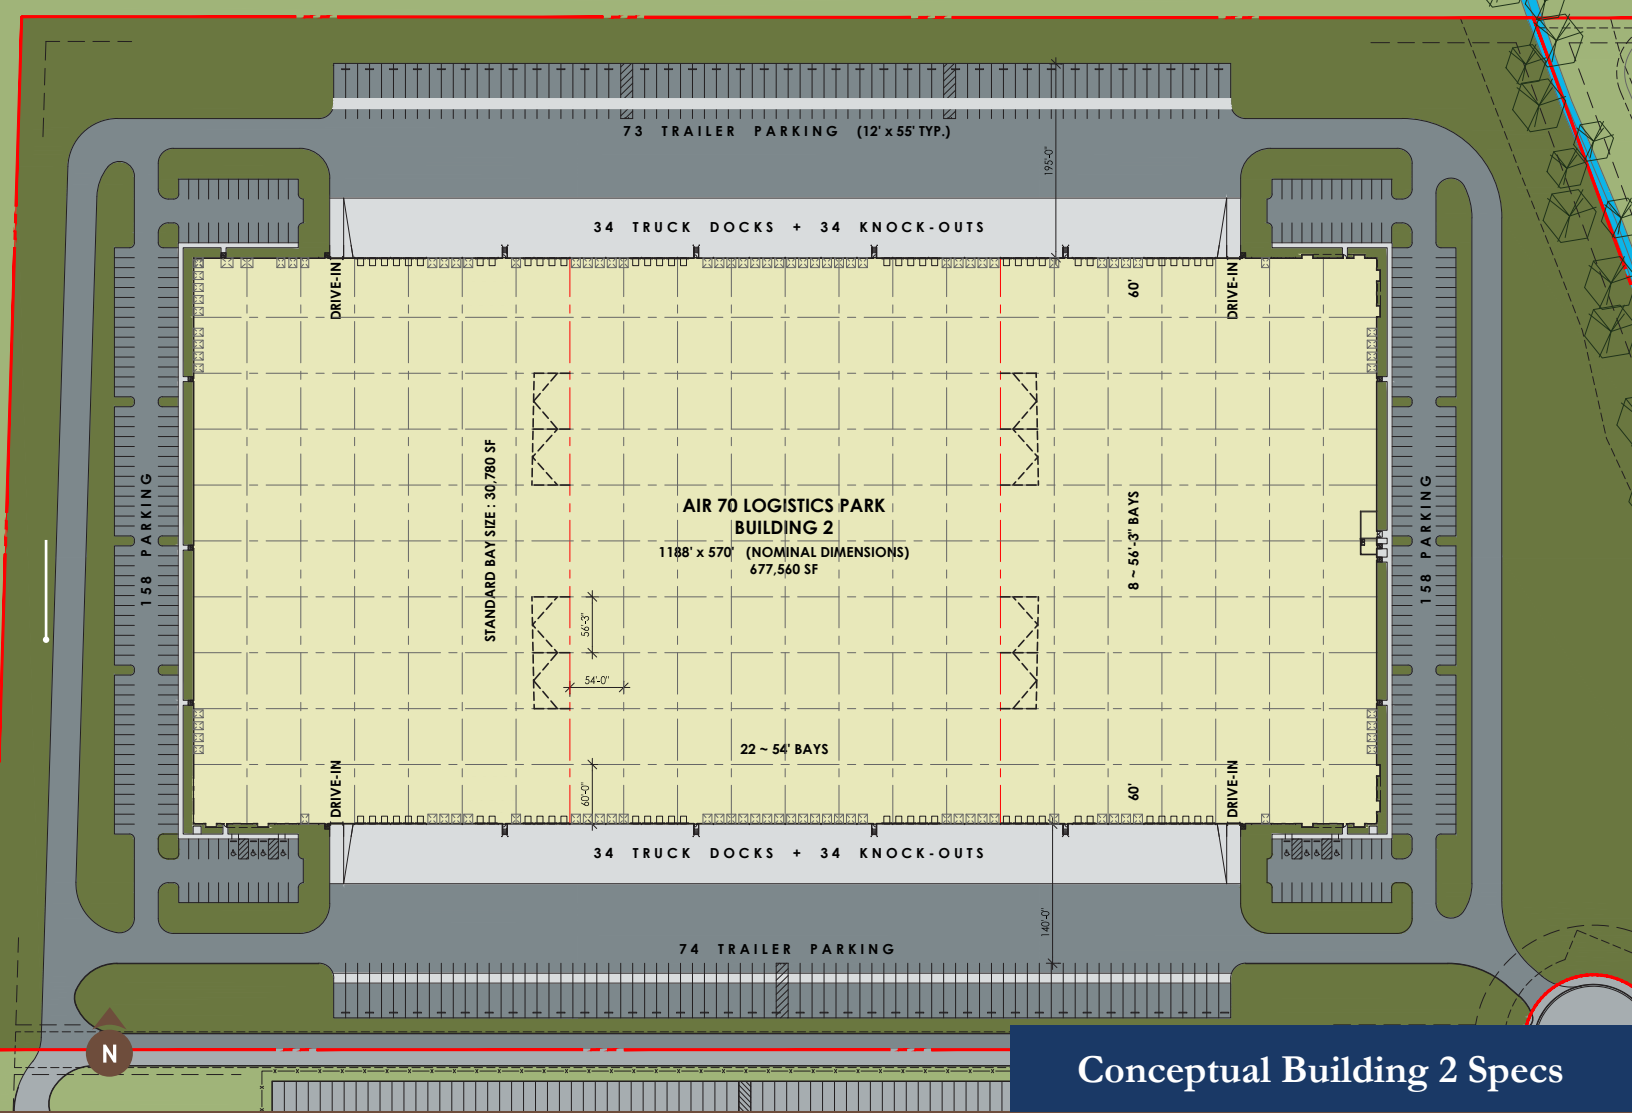 73 TRAILER PARKING (12' x 55' TYP.)
195'-0"
34 TRUCK DOCKS + 34 KNOCK-OUTS
DRIVE-IN
60'
DRIVE-IN
158 PARKING
STANDARD BAY SIZE : 30,780 SF
AIR 70 LOGISTICS PARK
BUILDING 2
1188' x 570' (NOMINAL DIMENSIONS)
677,560 SF
8 ~ 56'-3" BAYS
158 PARKING
56'-3"
54'-0"
22 ~ 54' BAYS
DRIVE-IN
60'-0"
60'
DRIVE-IN
34 TRUCK DOCKS + 34 KNOCK-OUTS
140'-0"
74 TRAILER PARKING
N
Conceptual Building 2 Specs